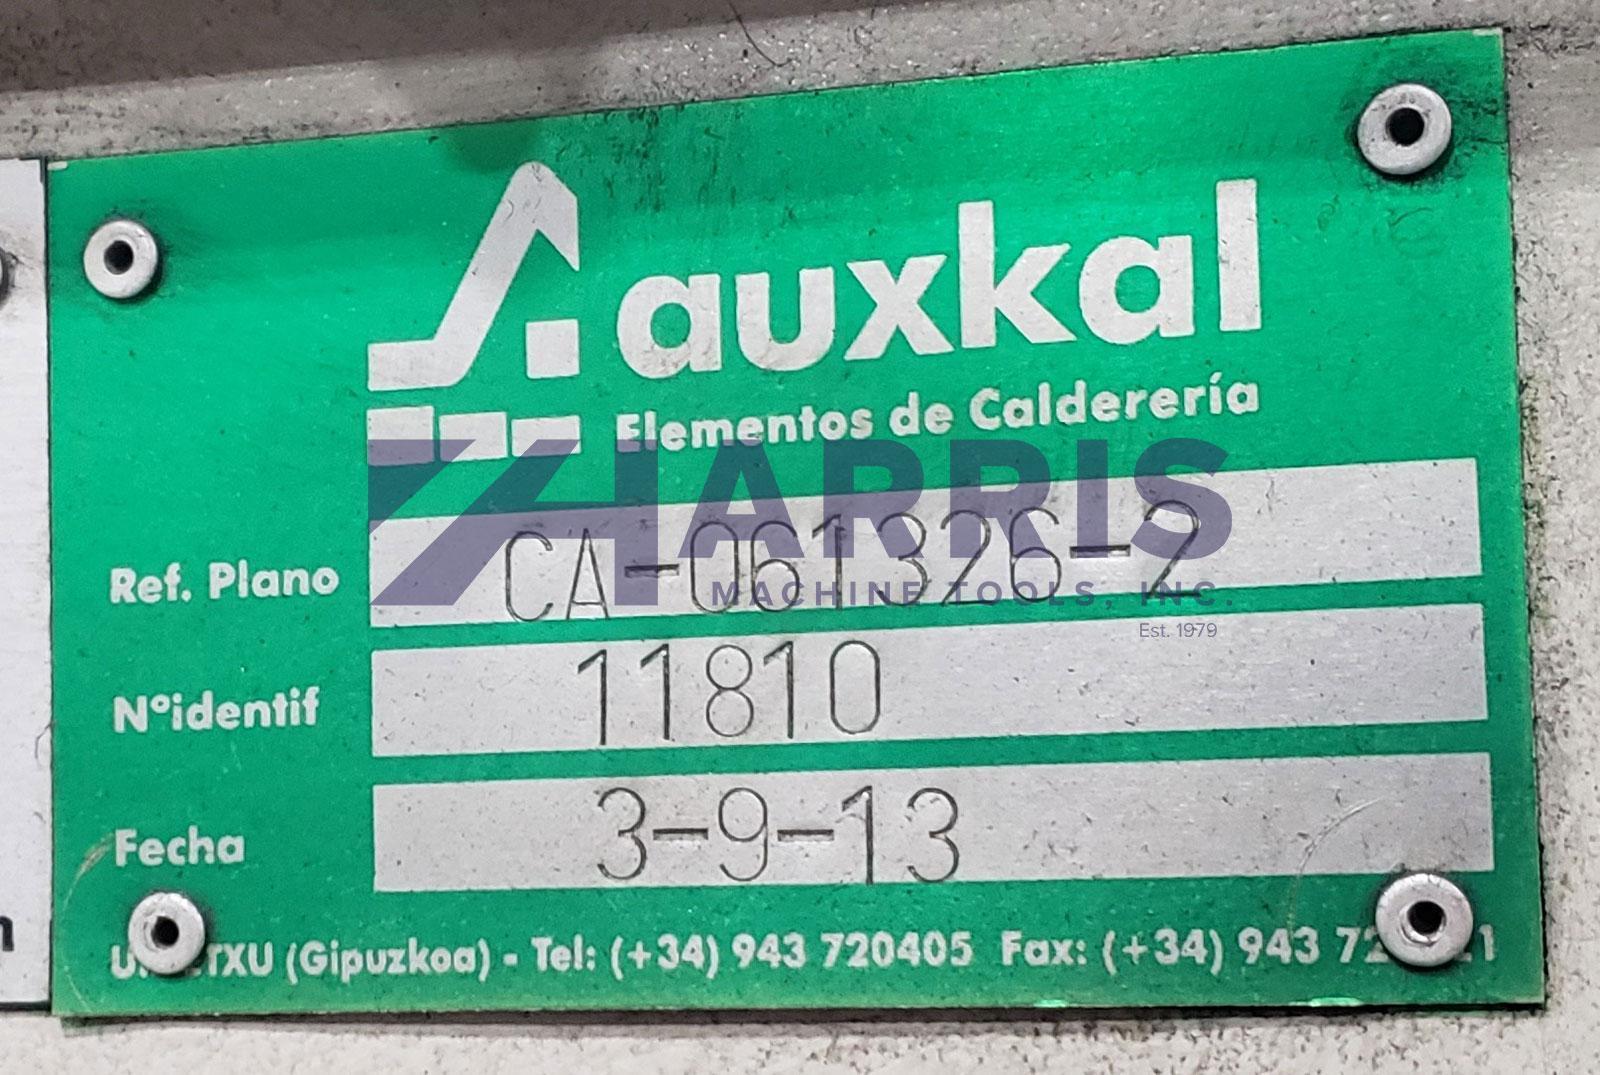 auxkal
Elementos de Calderería
HARRIS
MACHINE TOOLS, INC.
Est. 1979
Ref. Plano CA-061326-2
Nºidentif 11810
Fecha 3-9-13
(Gipuzkoa) - Tel: (+34) 943 720405 Fax: (+34) 943